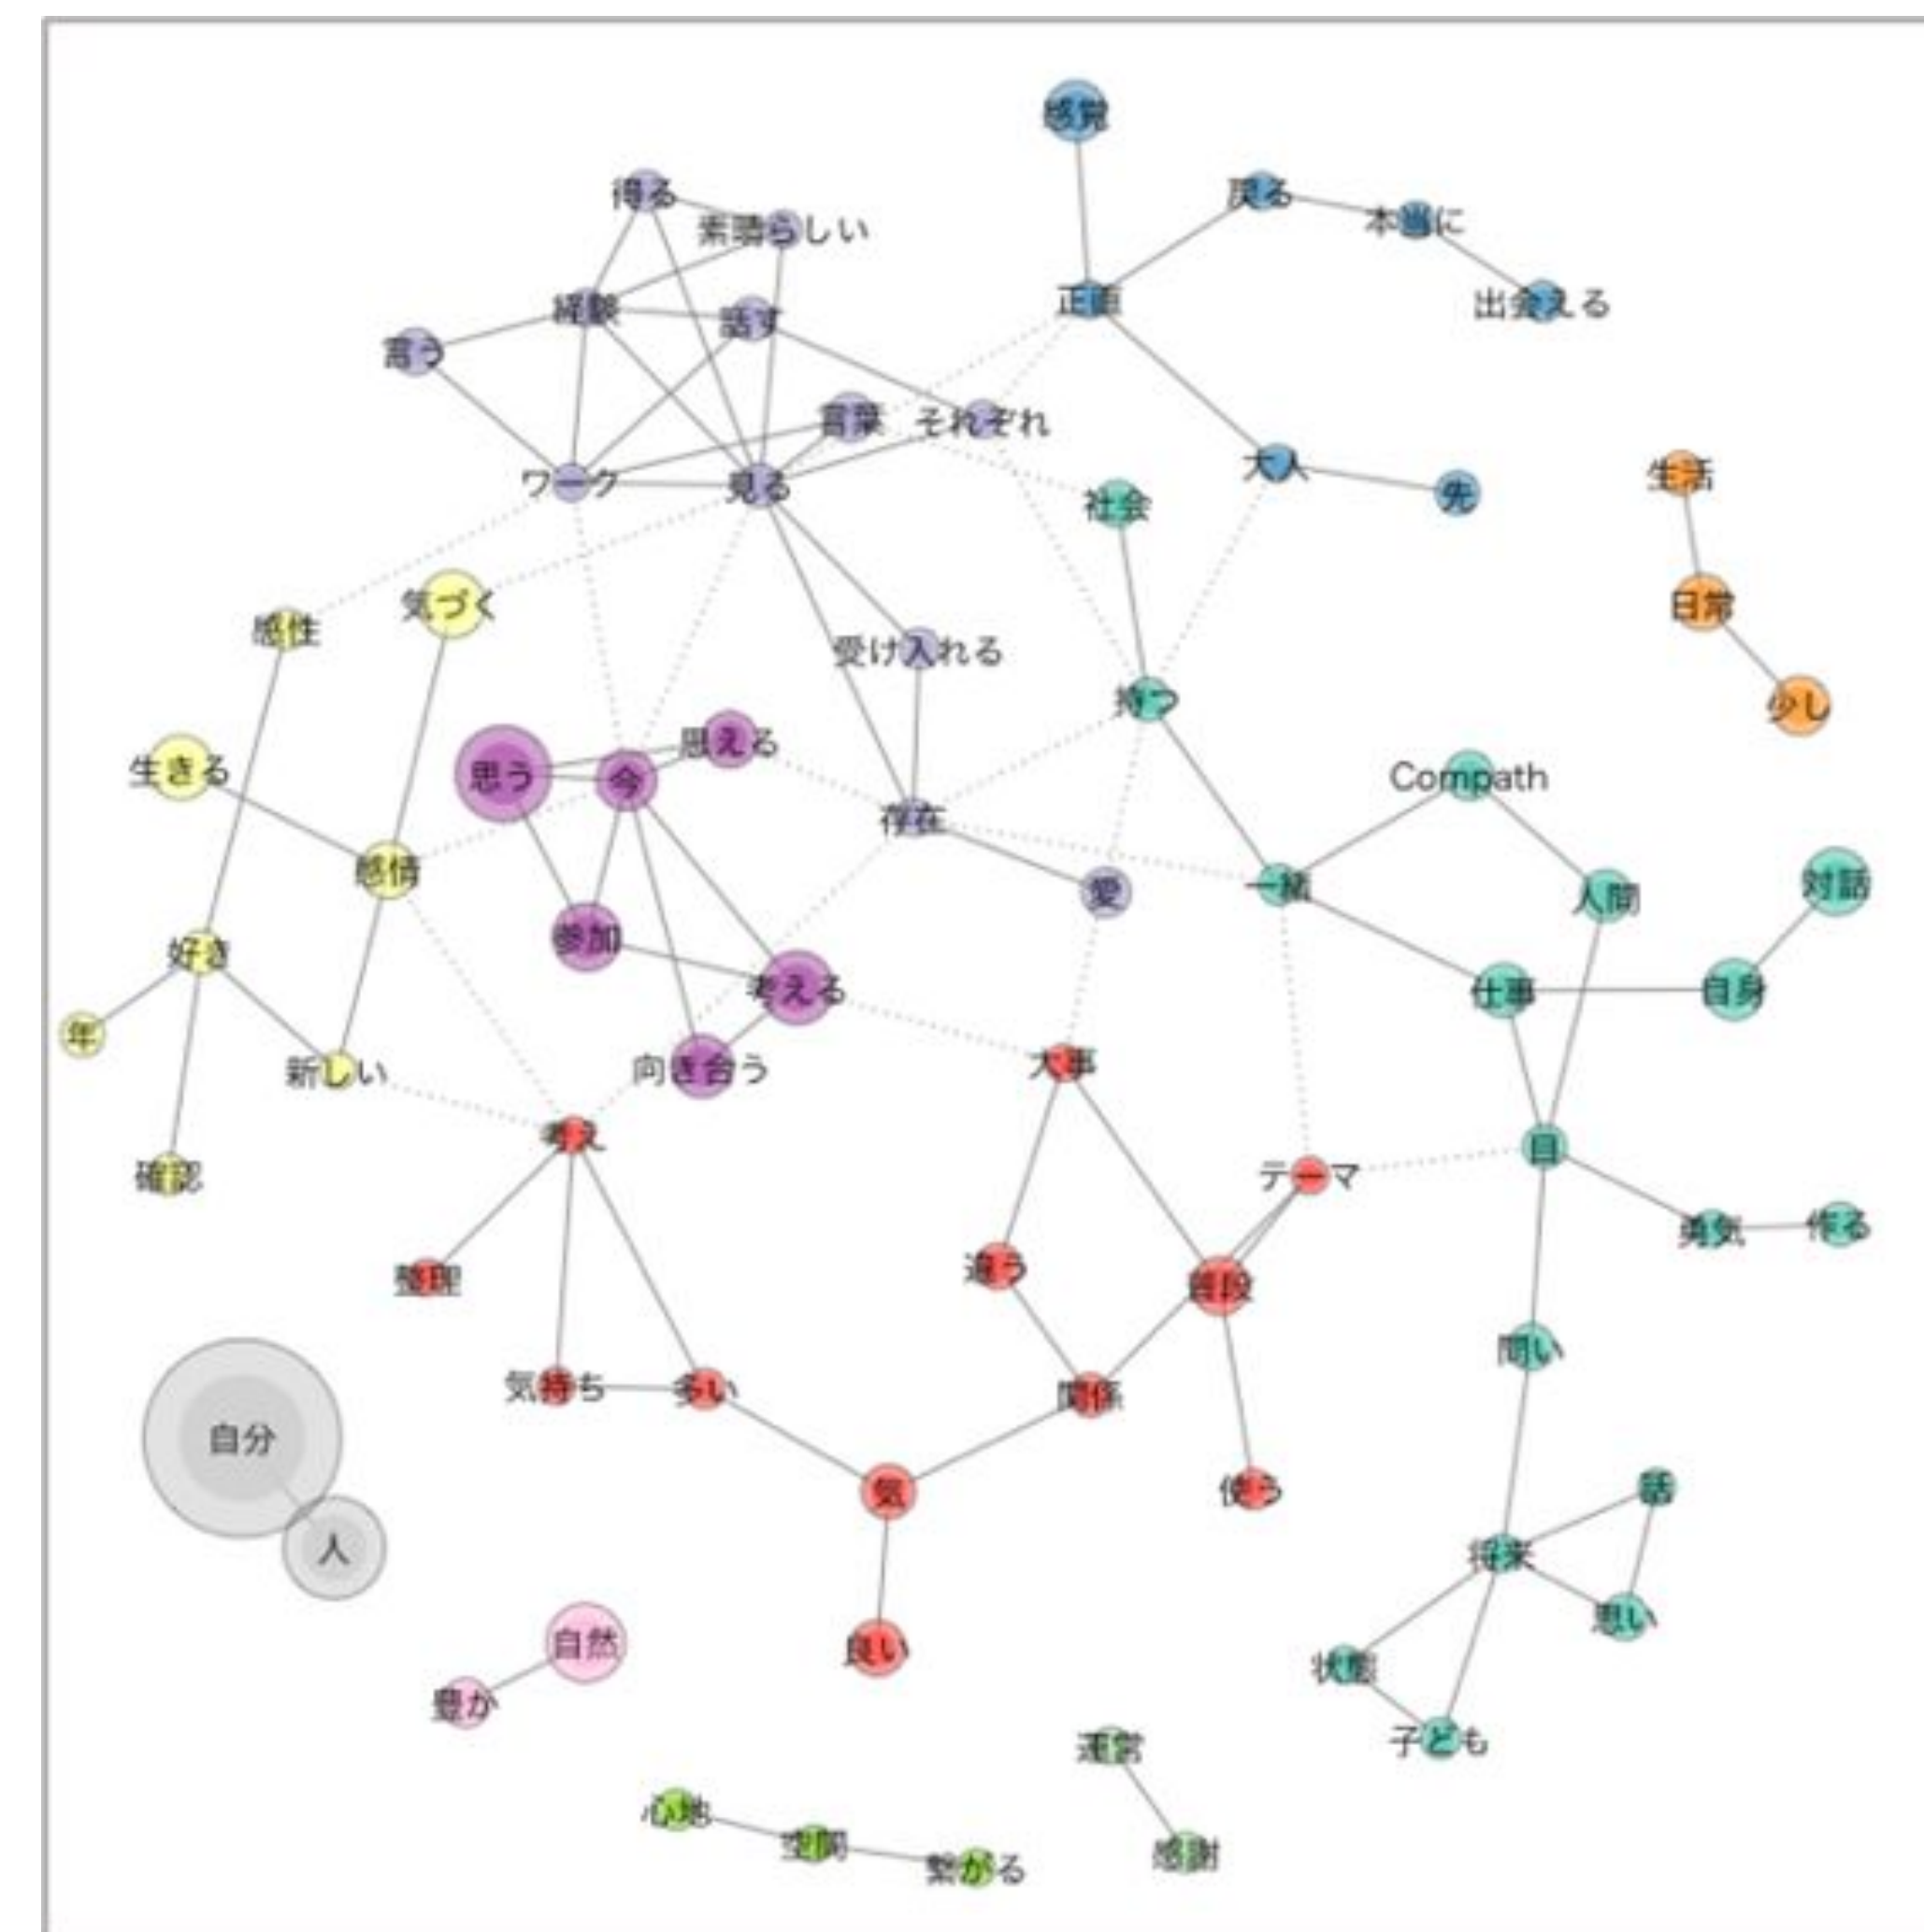 感覚
得る
戻る
本当に
素晴らしい
正直
出会える
経験
話す
言う
言葉
それぞれ
大人
先
生活
ワーク
見る
社会
日常
感性
気づく
受け入れる
持つ
少し
生きる
思う
今
思える
Compath
感情
存在
愛
一緒
人間
対話
好き
参加
考える
仕事
自身
年
新しい
向き合う
大事
考え
目
確認
テーマ
勇気
作る
整理
違う
普段
問い
気持ち
多い
関係
自分
気
使う
話
人
将来
思い
自然
良い
状態
豊か
子ども
運営
心地
空間
繋がる
感謝